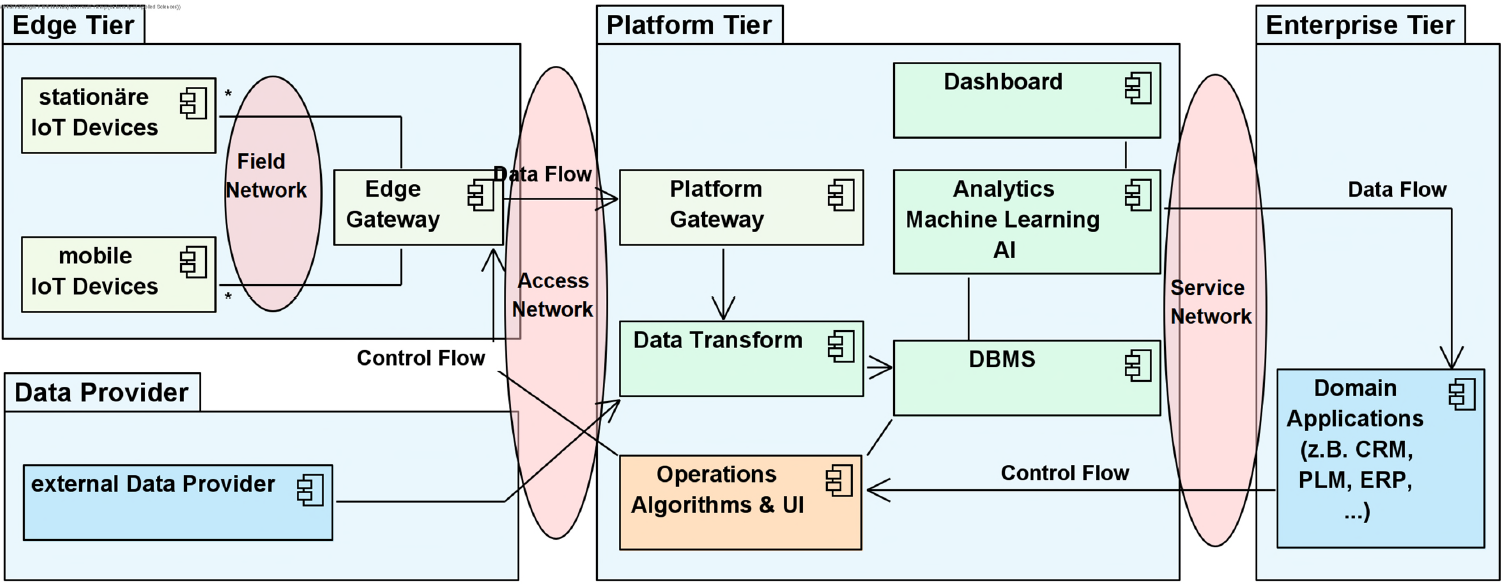 Edge Tier
stationäre
IoT Devices
*
Field
Network
Edge
Gateway
mobile
IoT Devices
*
Data Flow
Access
Network
Control Flow
Data Provider
external Data Provider
Platform Tier
Platform
Gateway
Data Transform
Operations
Algorithms & UI
Dashboard
Analytics
Machine Learning
AI
DBMS
Service
Network
Data Flow
Control Flow
Enterprise Tier
Domain
Applications
(z.B. CRM,
PLM, ERP,
...)